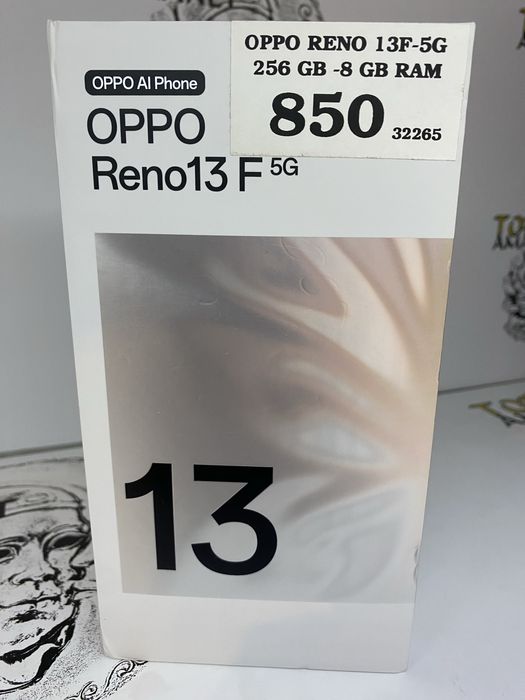 OPPO RENO 13F-5G
256 GB -8 GB RAM
850 32265
OPPO AI Phone
OPPO
Reno13 F 5G
13